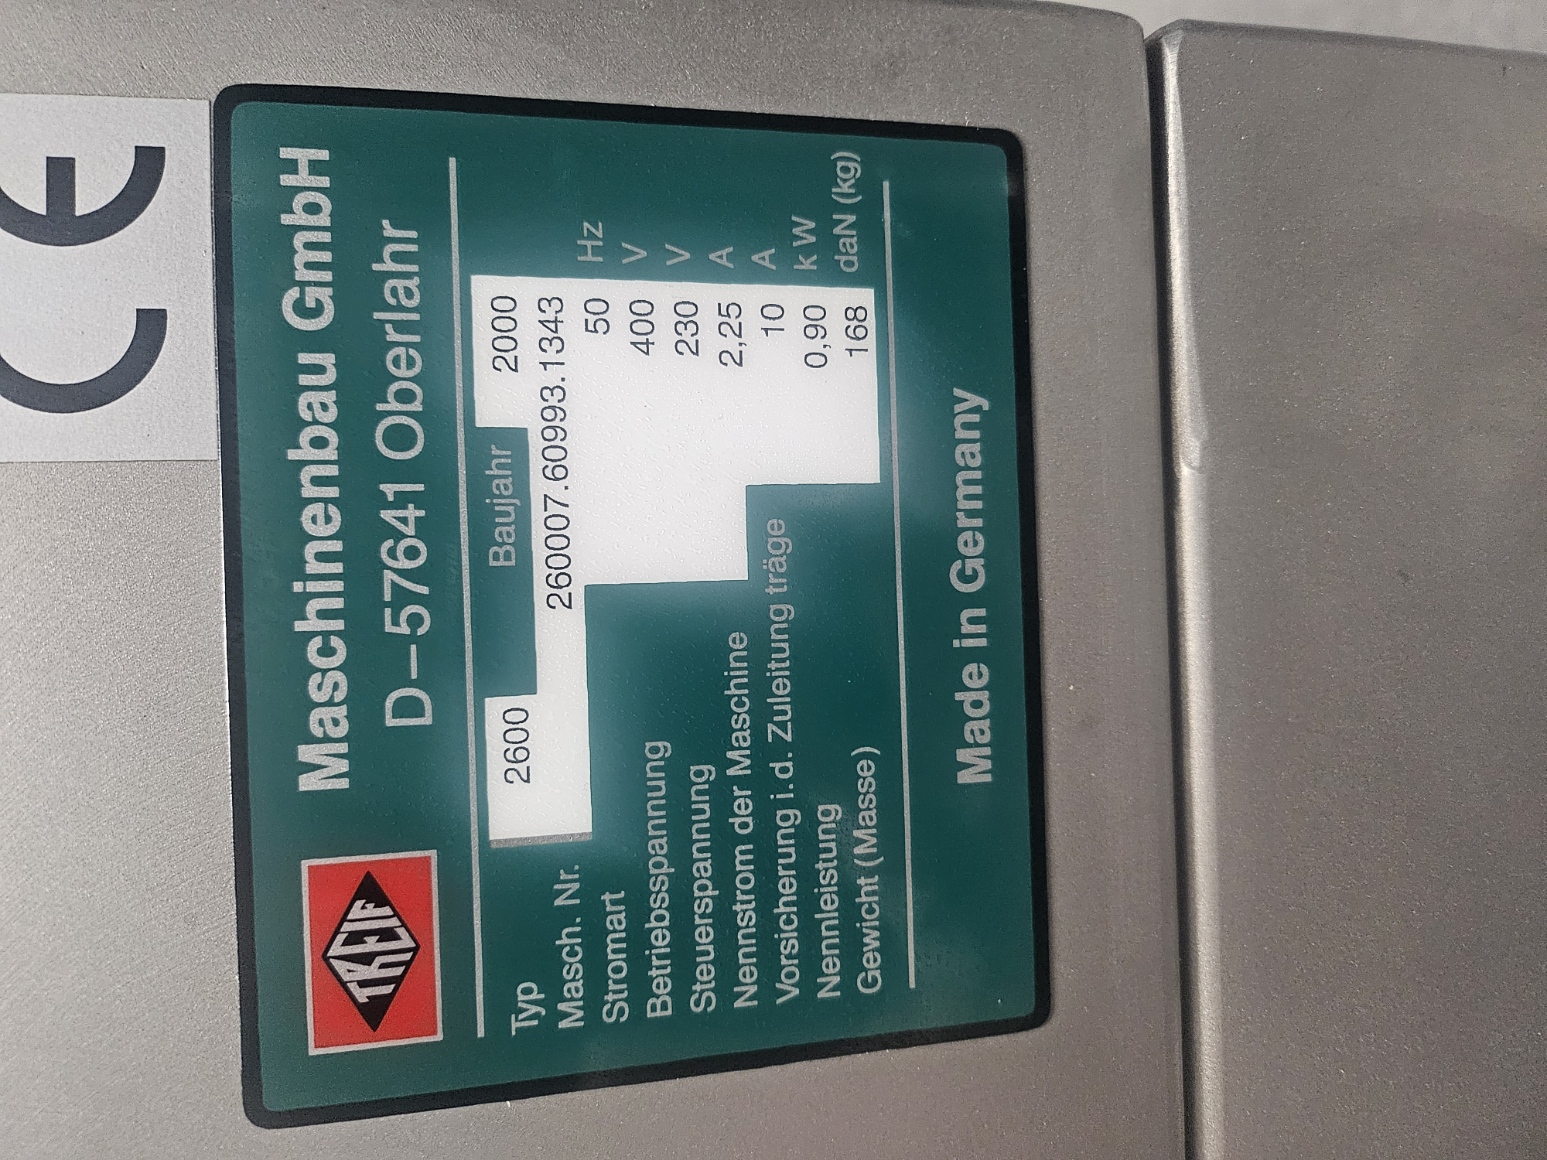 CE
TREIF
Maschinenbau GmbH
D–57641 Oberlahr
Typ 2600 Baujahr 2000
Masch. Nr. 260007.60993.1343
Stromart 50 Hz
Betriebsspannung 400 V
Steuerspannung 230 V
Nennstrom der Maschine 2,25 A
Vorsicherung i.d. Zuleitung träge 10 A
Nennleistung 0,90 kW
Gewicht (Masse) 168 daN (kg)
Made in Germany